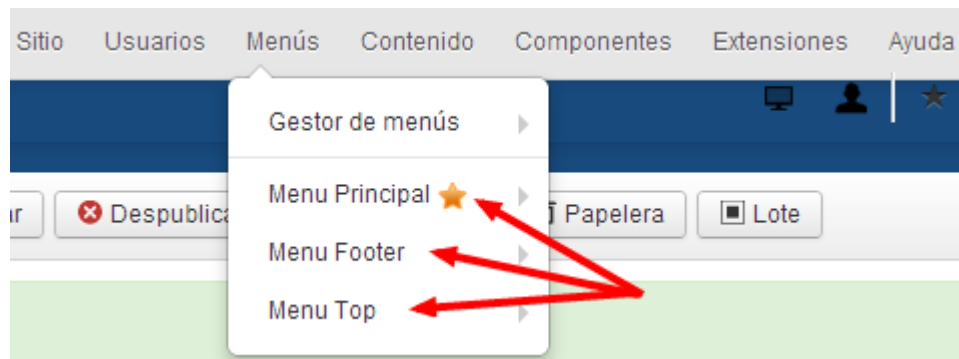 Sitio Usuarios Menús Contenido Componentes Extensiones Ayuda
Gestor de menús
Menu Principal
Despublica Papelera Lote
Menu Footer
Menu Top